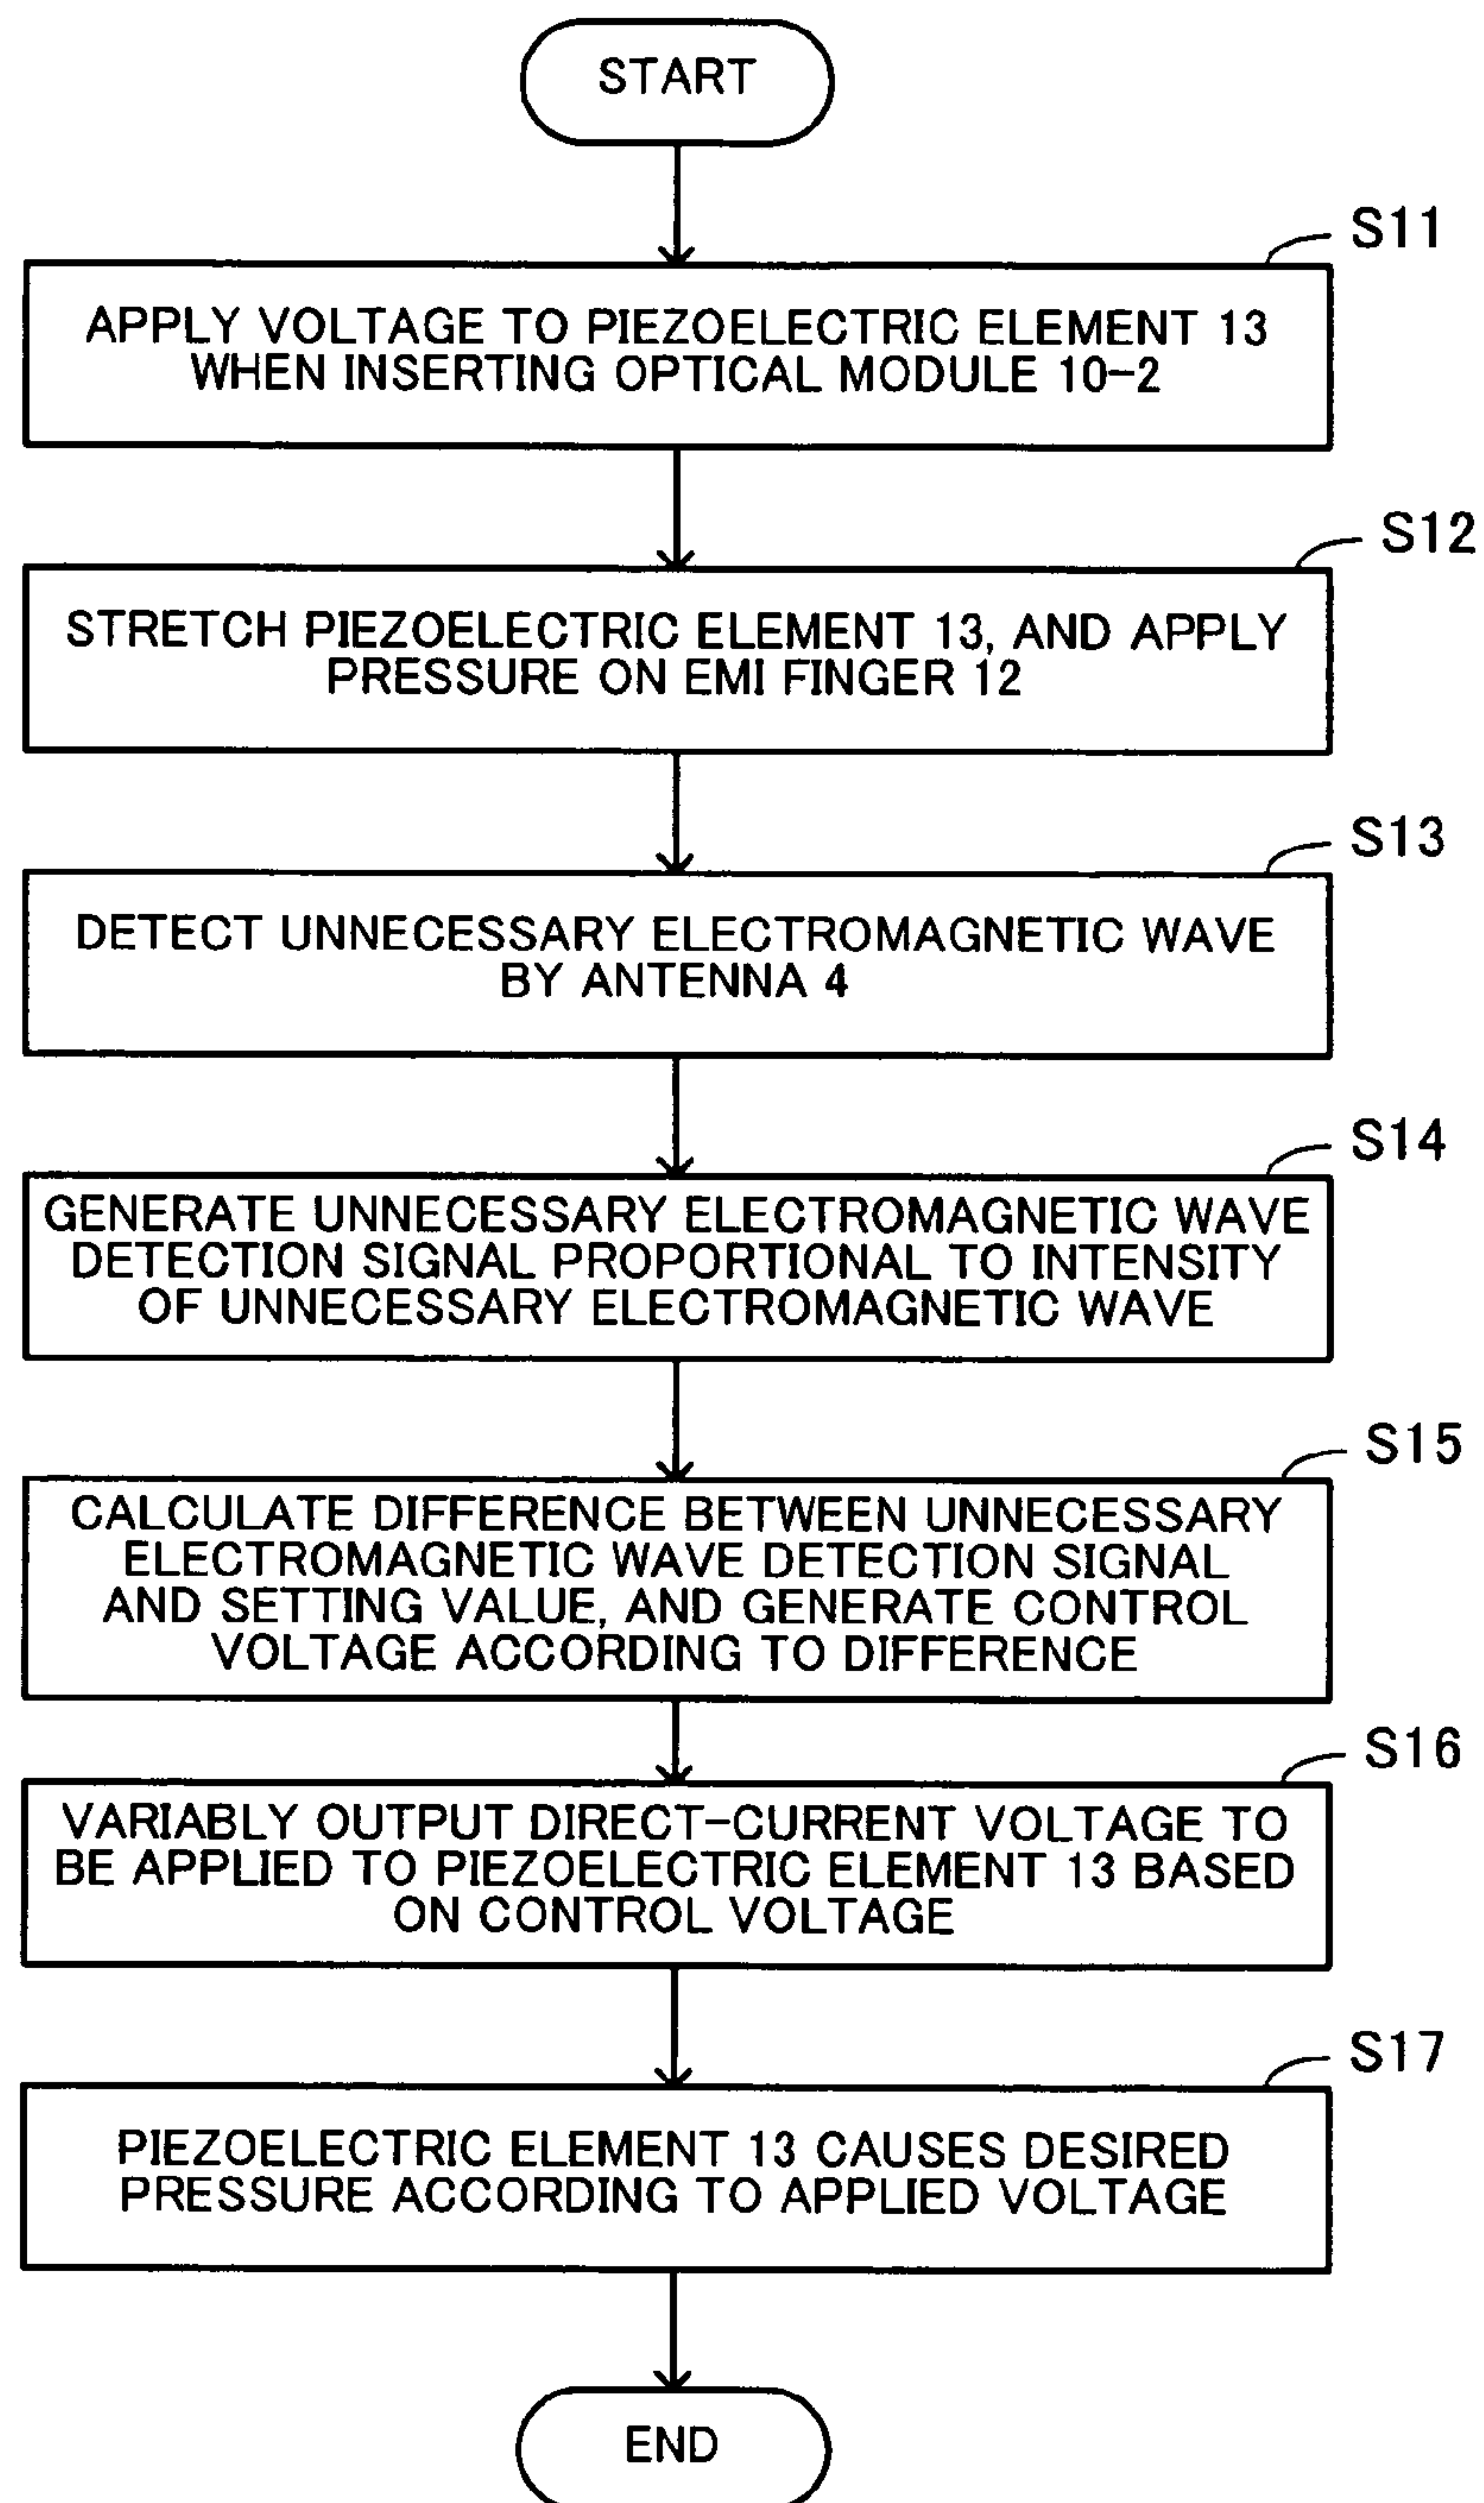 START
S11
APPLY VOLTAGE TO PIEZOELECTRIC ELEMENT 13
WHEN INSERTING OPTICAL MODULE 10-2
S12
STRETCH PIEZOELECTRIC ELEMENT 13, AND APPLY
PRESSURE ON EMI FINGER 12
S13
DETECT UNNECESSARY ELECTROMAGNETIC WAVE
BY ANTENNA 4
S14
GENERATE UNNECESSARY ELECTROMAGNETIC WAVE
DETECTION SIGNAL PROPORTIONAL TO INTENSITY
OF UNNECESSARY ELECTROMAGNETIC WAVE
S15
CALCULATE DIFFERENCE BETWEEN UNNECESSARY
ELECTROMAGNETIC WAVE DETECTION SIGNAL
AND SETTING VALUE, AND GENERATE CONTROL
VOLTAGE ACCORDING TO DIFFERENCE
S16
VARIABLY OUTPUT DIRECT-CURRENT VOLTAGE TO
BE APPLIED TO PIEZOELECTRIC ELEMENT 13 BASED
ON CONTROL VOLTAGE
S17
PIEZOELECTRIC ELEMENT 13 CAUSES DESIRED
PRESSURE ACCORDING TO APPLIED VOLTAGE
END